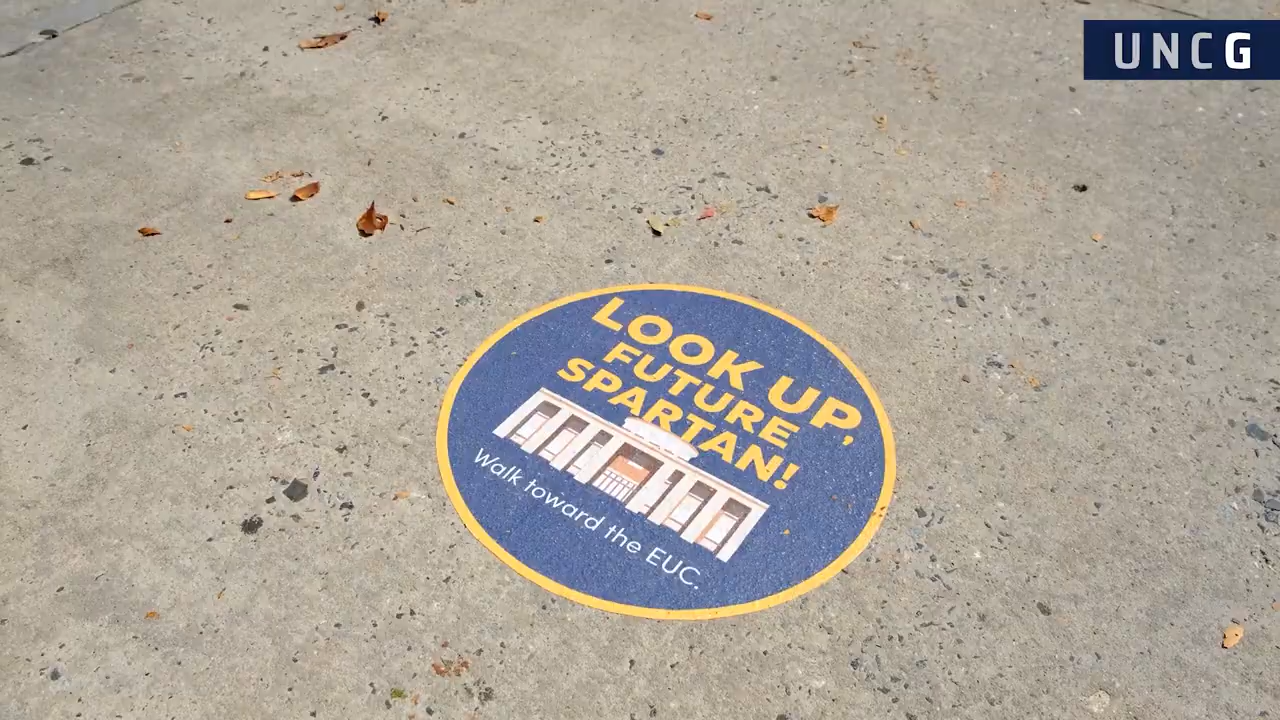 UNCG
LOOK UP,
FUTURE
SPARTAN!
Walk toward the EUC.